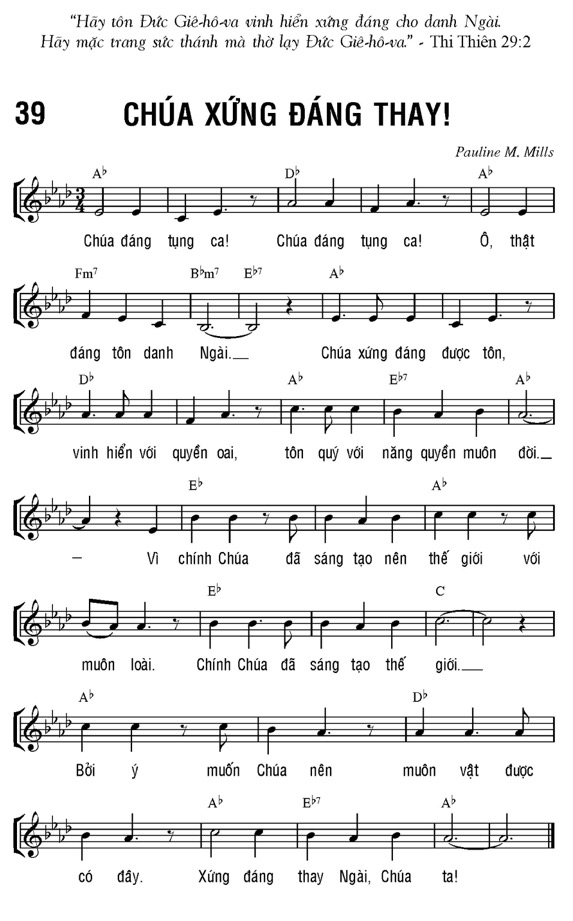 “Hãy tôn Đức Giê-hô-va vinh hiển xứng đáng cho danh Ngài.
Hãy mặc trang sức thánh mà thờ lạy Đức Giê-hô-va.” - Thi Thiên 29:2
39 CHÚA XỨNG ĐÁNG THAY!
Pauline M. Mills
A♭ D♭ A♭
3/4
Chúa đáng tụng ca! Chúa đáng tụng ca! Ô, thật
Fm7 B♭m7 E♭7 A♭
đáng tôn danh Ngài. Chúa xứng đáng được tôn,
D♭ A♭ E♭7 A♭
vinh hiển với quyền oai, tôn quý với năng quyền muôn đời.
E♭ A♭
Vì chính Chúa đã sáng tạo nên thế giới với
E♭ C
muôn loài. Chính Chúa đã sáng tạo thế giới.
A♭ D♭
Bởi ý muốn Chúa nên muôn vật được
A♭ E♭7 A♭
có đầy. Xứng đáng thay Ngài, Chúa ta!